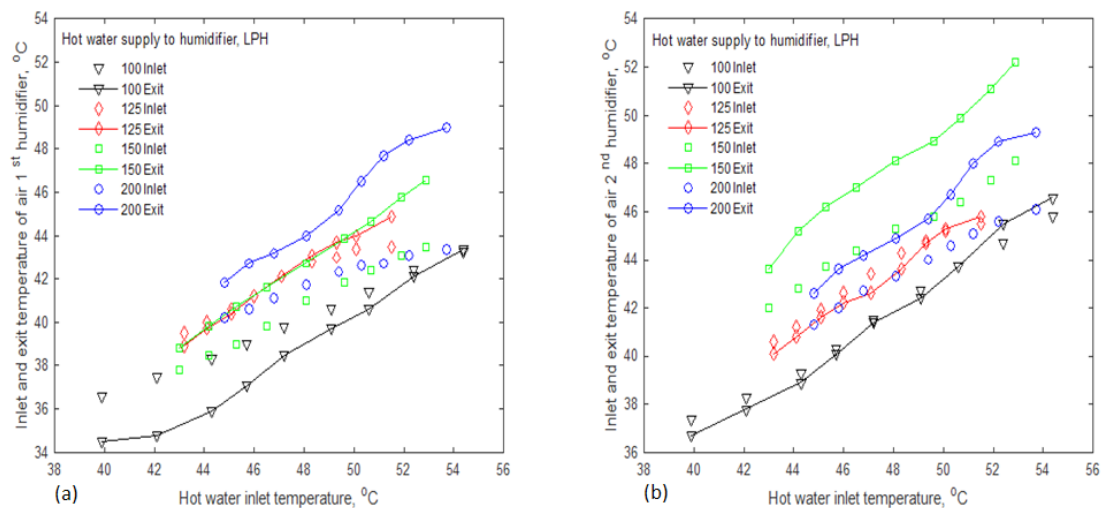 Inlet and exit temperature of air 1 st humidifier, °C
54
52
50
48
46
44
42
40
38
36
34
Hot water supply to humidifier, LPH
100 Inlet
100 Exit
125 Inlet
125 Exit
150 Inlet
150 Exit
200 Inlet
200 Exit
38 40 42 44 46 48 50 52 54 56
(a)
Hot water inlet temperature, °C
Inlet and exit temperature of air 2 nd humidifier, °C
54
52
50
48
46
44
42
40
38
36
Hot water supply to humidifier, LPH
100 Inlet
100 Exit
125 Inlet
125 Exit
150 Inlet
150 Exit
200 Inlet
200 Exit
38 40 42 44 46 48 50 52 54 56
(b)
Hot water inlet temperature, °C